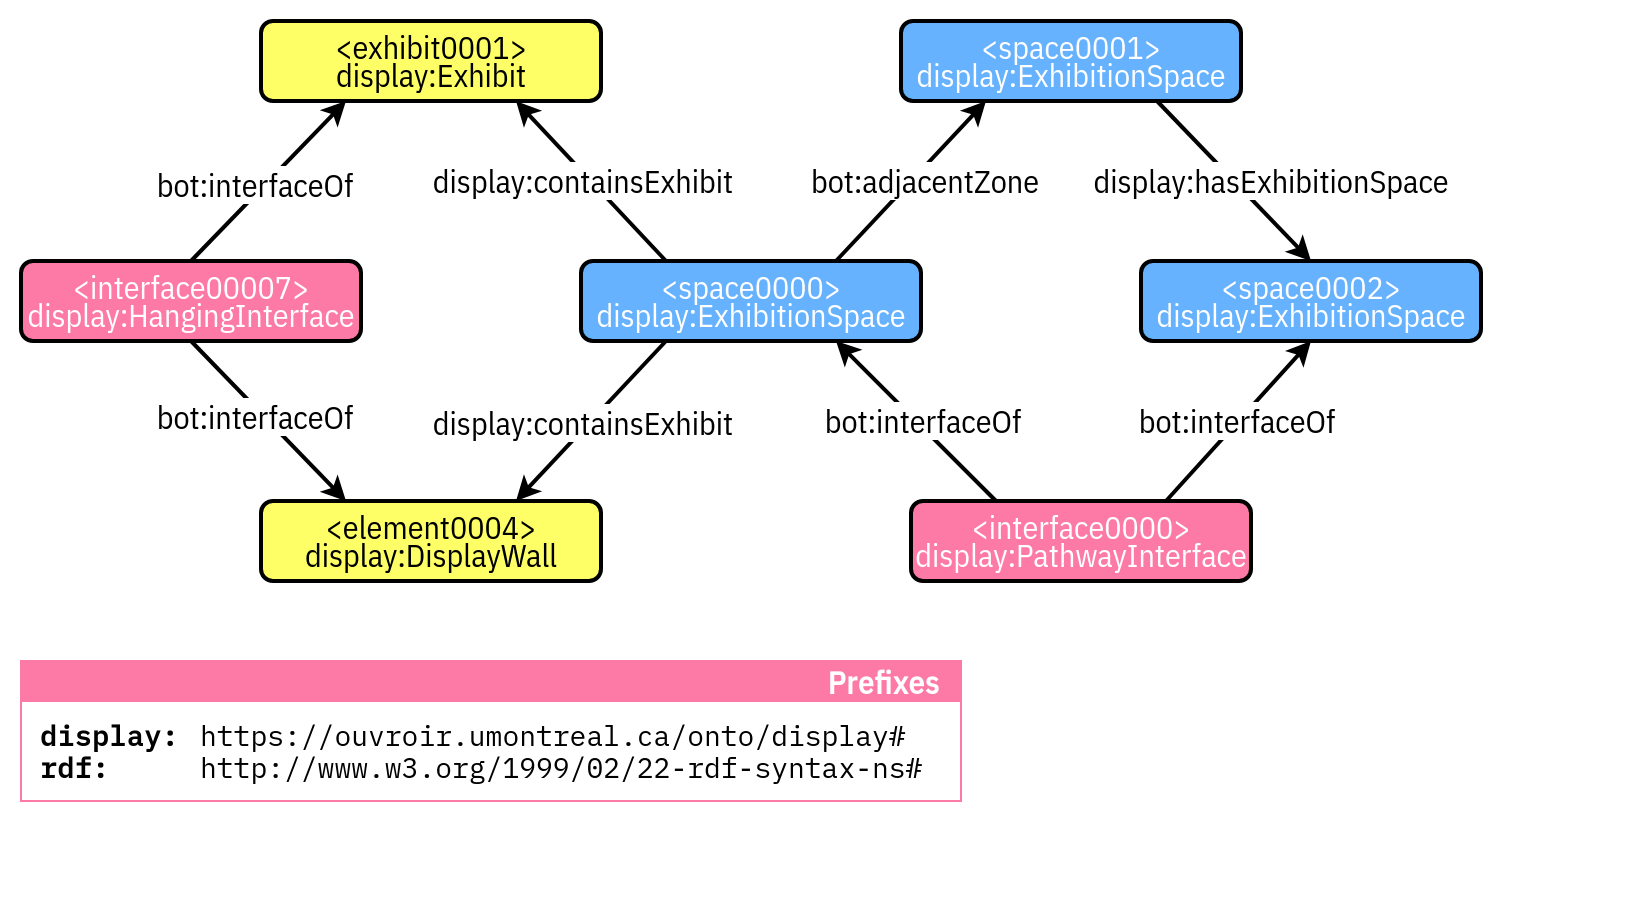 <exhibit0001>
display:Exhibit
<space0001>
display:ExhibitionSpace
bot:interfaceOf
display:containsExhibit
bot:adjacentZone
display:hasExhibitionSpace
<interface00007>
display:HangingInterface
<space0000>
display:ExhibitionSpace
<space0002>
display:ExhibitionSpace
bot:interfaceOf
display:containsExhibit
bot:interfaceOf
bot:interfaceOf
<element0004>
display:DisplayWall
<interface0000>
display:PathwayInterface
Prefixes
display: https://ouvroir.umontreal.ca/onto/display#
rdf: http://www.w3.org/1999/02/22-rdf-syntax-ns#